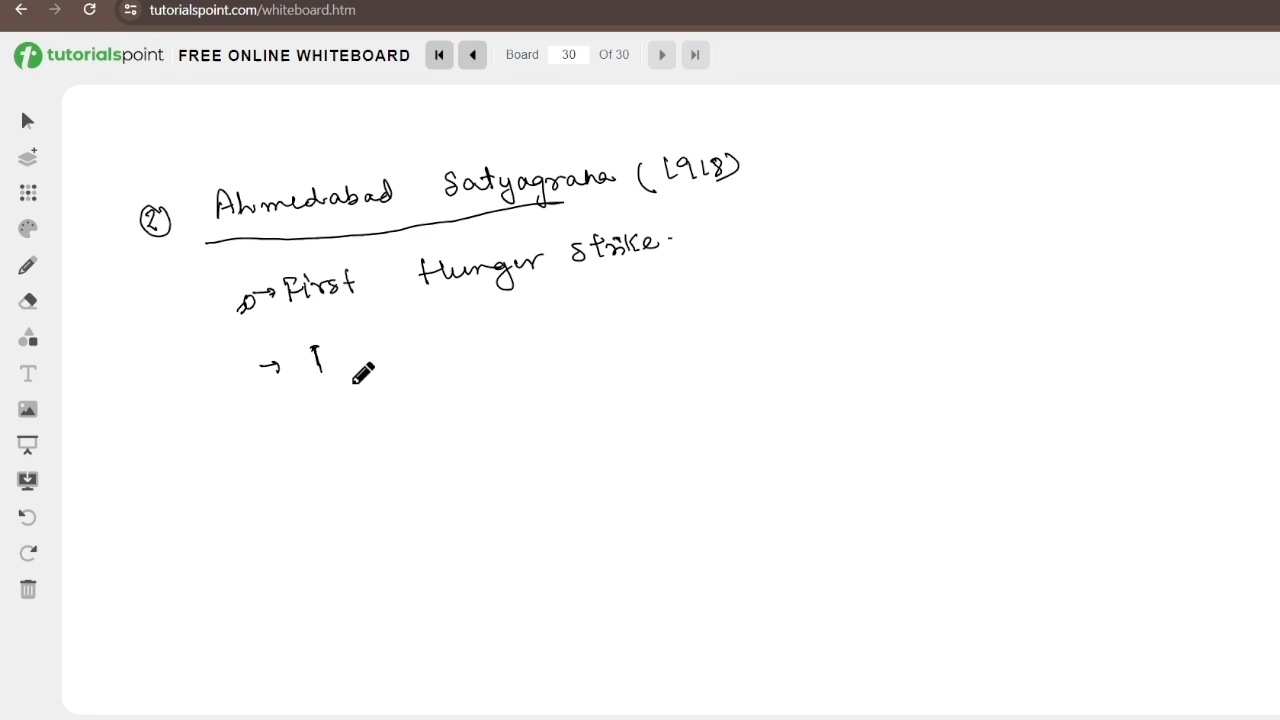 tutorialspoint.com/whiteboard.htm
tutorialspoint FREE ONLINE WHITEBOARD Board 30 Of 30
② Ahmedabad Satyagraha (1918)
→ First Hunger strike.
→